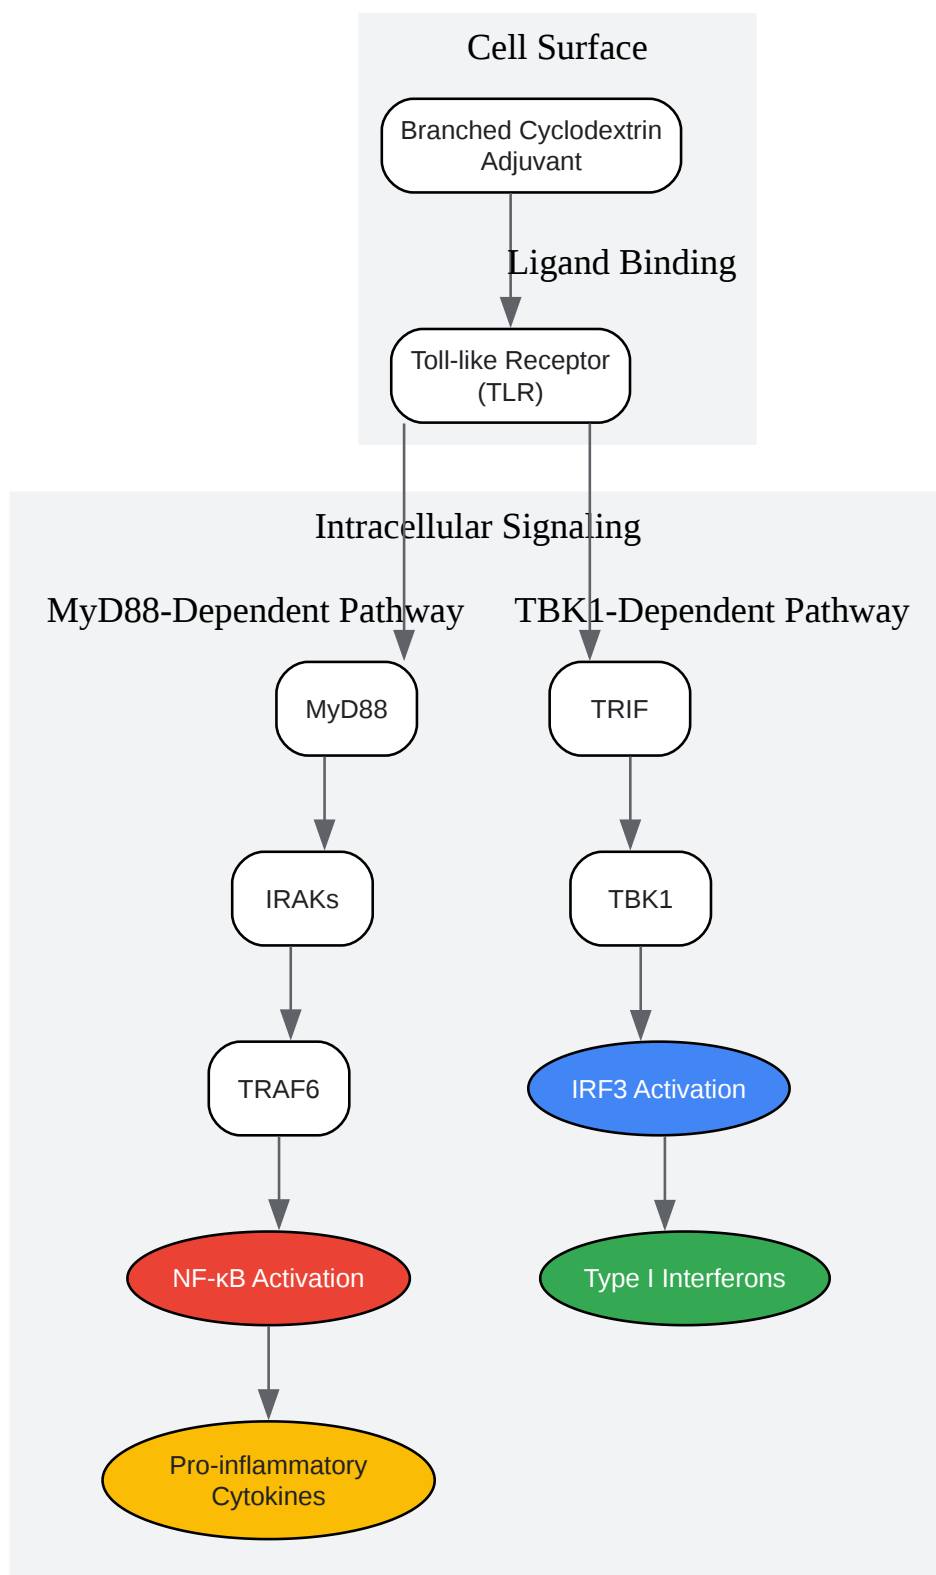 Cell Surface
Branched Cyclodextrin
Adjuvant
Ligand Binding
Toll-like Receptor
(TLR)
Intracellular Signaling
MyD88-Dependent Pathway
TBK1-Dependent Pathway
MyD88
TRIF
IRAKs
TBK1
TRAF6
IRF3 Activation
NF-κB Activation
Type I Interferons
Pro-inflammatory
Cytokines